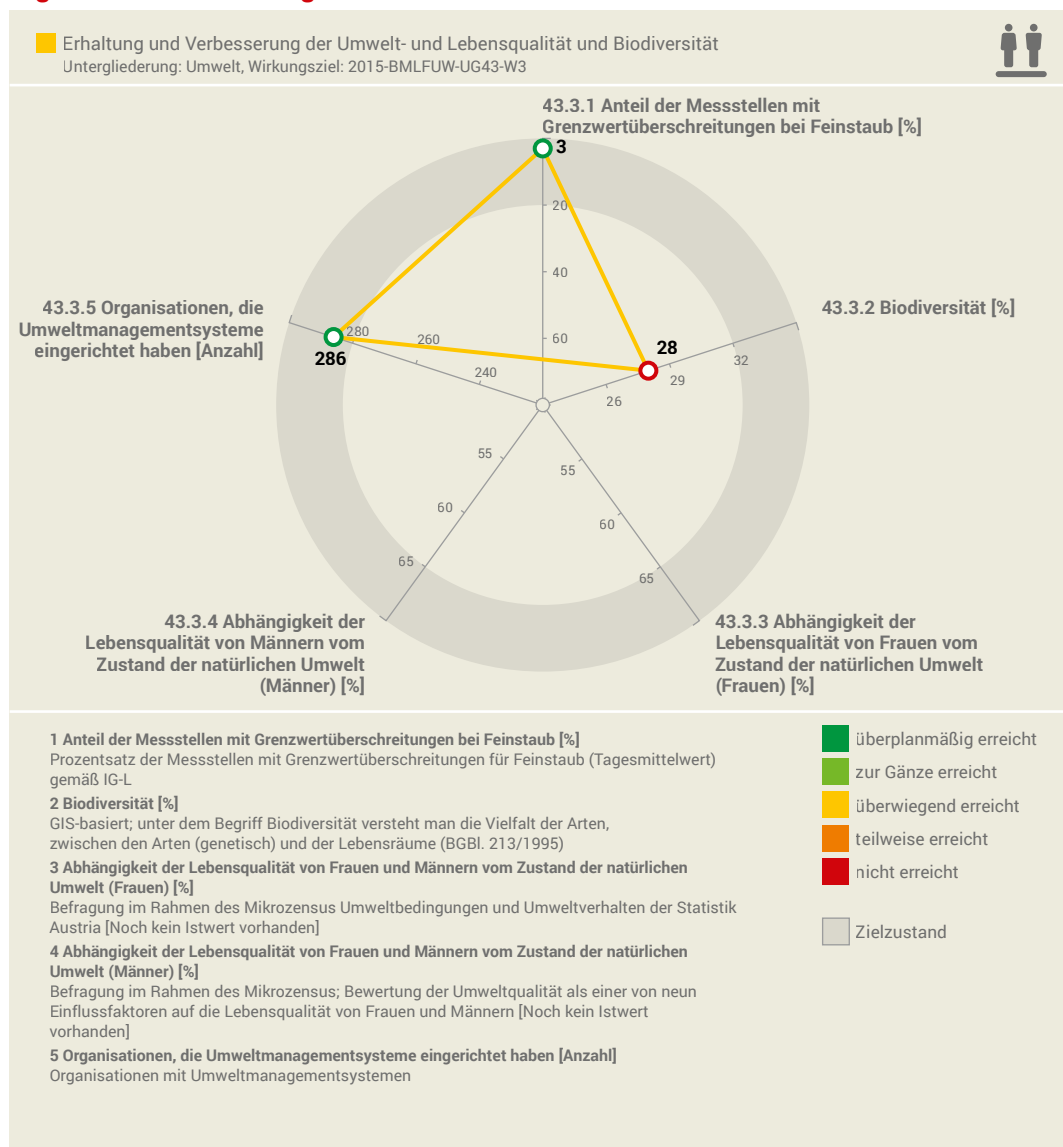 Erhaltung und Verbesserung der Umwelt- und Lebensqualität und Biodiversität
Untergliederung: Umwelt, Wirkungsziel: 2015-BMLFUW-UG43-W3
43.3.1 Anteil der Messstellen mit
Grenzwertüberschreitungen bei Feinstaub [%]
3
20
40
60
43.3.2 Biodiversität [%]
28
32
29
26
43.3.5 Organisationen, die
Umweltmanagementsysteme
eingerichtet haben [Anzahl]
286
280
260
240
55
60
65
55
60
65
43.3.4 Abhängigkeit der
Lebensqualität von Männern vom
Zustand der natürlichen Umwelt
(Männer) [%]
43.3.3 Abhängigkeit der
Lebensqualität von Frauen vom
Zustand der natürlichen Umwelt
(Frauen) [%]
1 Anteil der Messstellen mit Grenzwertüberschreitungen bei Feinstaub [%]
Prozentsatz der Messstellen mit Grenzwertüberschreitungen für Feinstaub (Tagesmittelwert)
gemäß IG-L
2 Biodiversität [%]
GIS-basiert; unter dem Begriff Biodiversität versteht man die Vielfalt der Arten,
zwischen den Arten (genetisch) und der Lebensräume (BGBl. 213/1995)
3 Abhängigkeit der Lebensqualität von Frauen und Männern vom Zustand der natürlichen
Umwelt (Frauen) [%]
Befragung im Rahmen des Mikrozensus Umweltbedingungen und Umweltverhalten der Statistik
Austria [Noch kein Istwert vorhanden]
4 Abhängigkeit der Lebensqualität von Frauen und Männern vom Zustand der natürlichen
Umwelt (Männer) [%]
Befragung im Rahmen des Mikrozensus; Bewertung der Umweltqualität als einer von neun
Einflussfaktoren auf die Lebensqualität von Frauen und Männern [Noch kein Istwert
vorhanden]
5 Organisationen, die Umweltmanagementsysteme eingerichtet haben [Anzahl]
Organisationen mit Umweltmanagementsystemen
überplanmäßig erreicht
zur Gänze erreicht
überwiegend erreicht
teilweise erreicht
nicht erreicht
Zielzustand